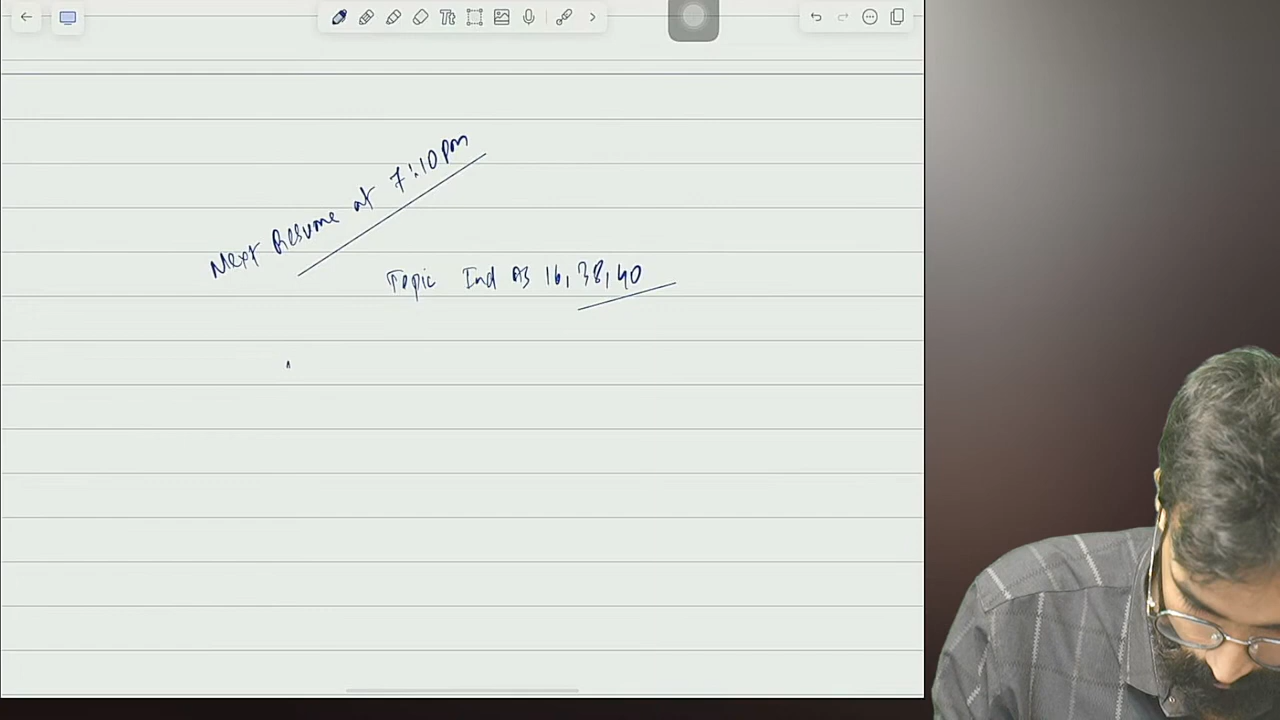 Next Resume at 7:10pm
Topic Ind AS 16, 38, 40